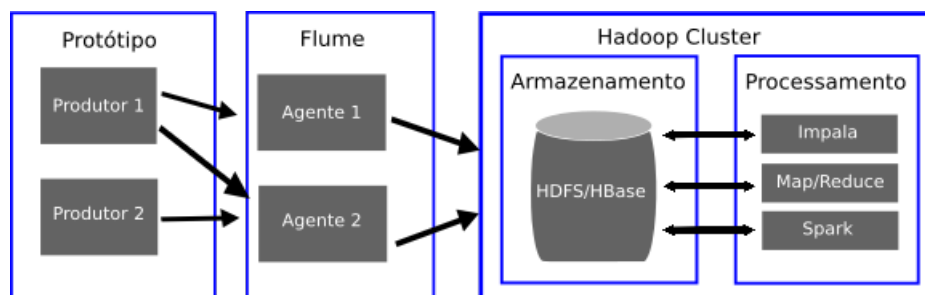 Protótipo
Produtor 1
Produtor 2
Flume
Agente 1
Agente 2
Hadoop Cluster
Armazenamento
HDFS/HBase
Processamento
Impala
Map/Reduce
Spark